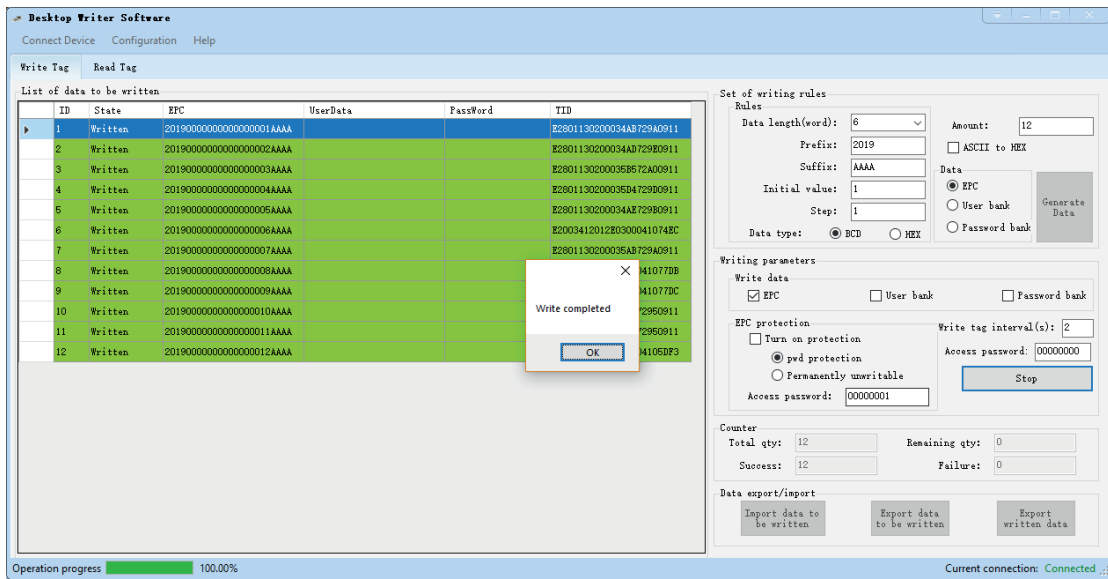 Desktop Writer Software
Connect Device Configuration Help
Write Tag Read Tag
List of data to be written
ID State EPC UserData PassWord TID
1 Written 20190000000000000001AAAA E2801130200034AB729A0911
2 Written 20190000000000000002AAAA E2801130200034AD729E0911
3 Written 20190000000000000003AAAA E2801130200035B572A00911
4 Written 20190000000000000004AAAA E2801130200035D4729D0911
5 Written 20190000000000000005AAAA E2801130200034AE729B0911
6 Written 20190000000000000006AAAA E2003412012E0300041074EC
7 Written 20190000000000000007AAAA E2801130200035AB729A0911
8 Written 20190000000000000008AAAA 41077DB
9 Written 20190000000000000009AAAA 41077DC
10 Written 20190000000000000010AAAA 2950911
11 Written 20190000000000000011AAAA 2950911
12 Written 20190000000000000012AAAA 4105DF3
Write completed
OK
Set of writing rules
Rules
Data length(word): 6
Prefix: 2019
Suffix: AAAA
Initial value: 1
Step: 1
Data type: BCD HEX
Amount: 12
ASCII to HEX
Data
EPC
User bank
Password bank
Generate
Data
Writing parameters
Write data
EPC User bank Password bank
EPC protection
Turn on protection
pwd protection
Permanently unwritable
Access password: 00000001
Write tag interval(s): 2
Access password: 00000000
Stop
Counter
Total qty: 12 Remaining qty: 0
Success: 12 Failure: 0
Data export/import
Import data to
be written
Export data
to be written
Export
written data
Operation progress 100.00% Current connection: Connected